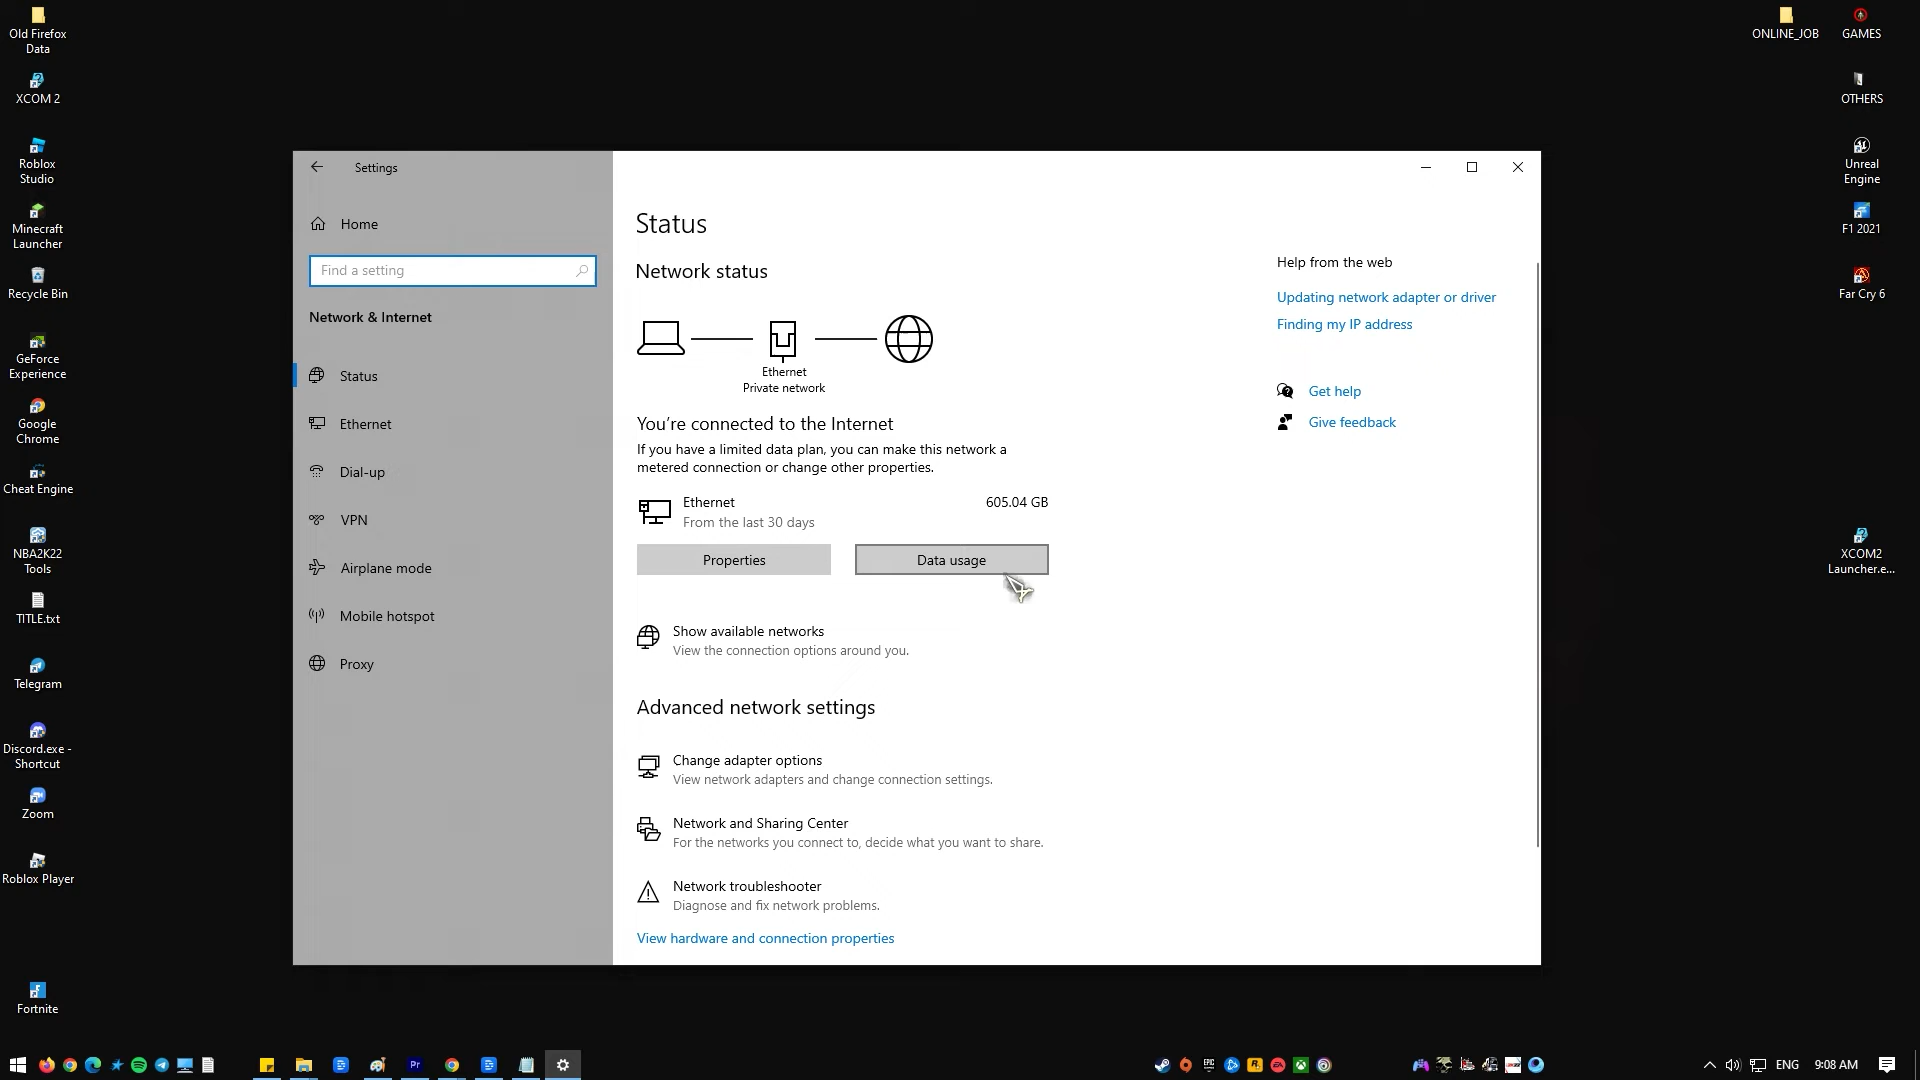 Old Firefox
Data
XCOM 2
Roblox
Studio
Minecraft
Launcher
Recycle Bin
GeForce
Experience
Google
Chrome
Cheat Engine
NBA2K22
Tools
TITLE.txt
Telegram
Discord.exe -
Shortcut
Zoom
Roblox Player
Fortnite
Settings
Home
Find a setting
Network & Internet
Status
Ethernet
Dial-up
VPN
Airplane mode
Mobile hotspot
Proxy
Status
Network status
Ethernet
Private network
You're connected to the Internet
If you have a limited data plan, you can make this network a
metered connection or change other properties.
Ethernet
605.04 GB
From the last 30 days
Properties
Data usage
Show available networks
View the connection options around you.
Advanced network settings
Change adapter options
View network adapters and change connection settings.
Network and Sharing Center
For the networks you connect to, decide what you want to share.
Network troubleshooter
Diagnose and fix network problems.
View hardware and connection properties
Help from the web
Updating network adapter or driver
Finding my IP address
Get help
Give feedback
ONLINE_JOB
GAMES
OTHERS
Unreal
Engine
F1 2021
Far Cry 6
XCOM2
Launcher.e...
Pr
EPIC
EA
ENG
9:08 AM